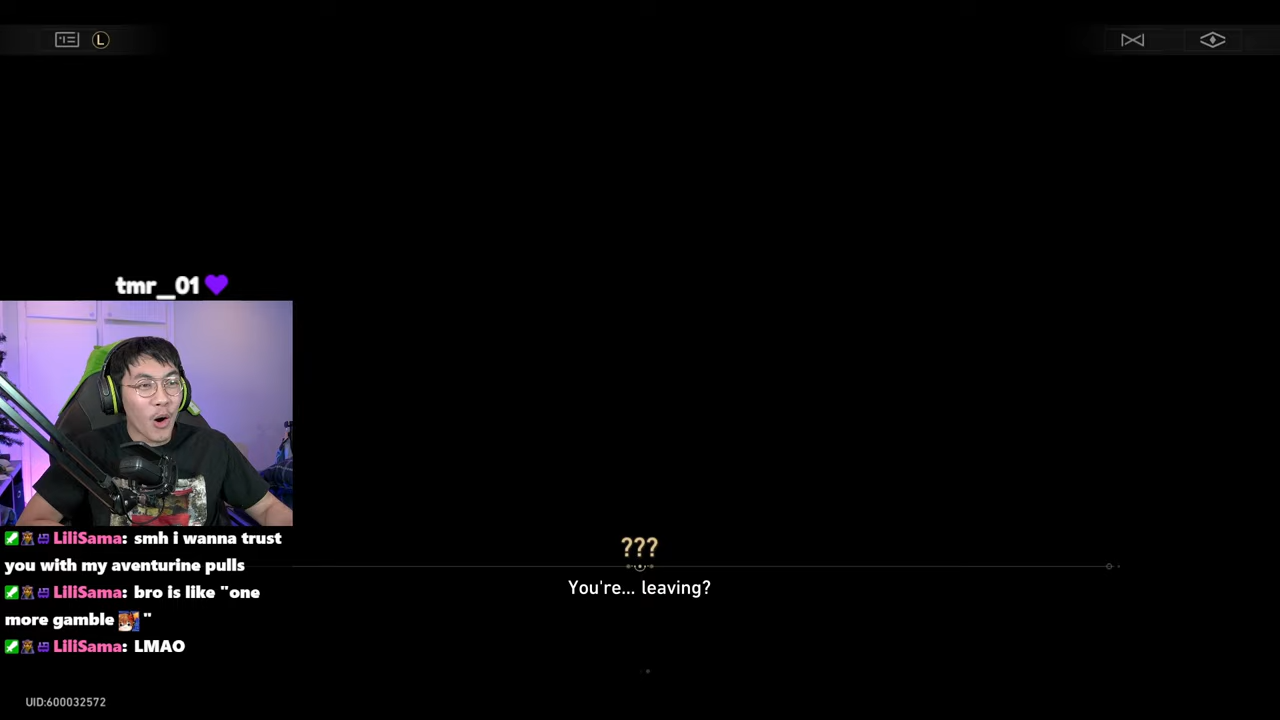 L
tmr_01
LiliSama: smh i wanna trust
you with my aventurine pulls
LiliSama: bro is like "one
more gamble "
LiliSama: LMAO
???
You're... leaving?
UID:600032572